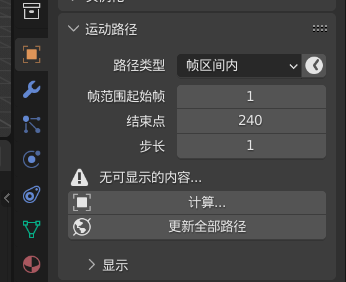 运动路径
路径类型 帧区间内
帧范围起始帧 1
结束点 240
步长 1
无可显示的内容...
计算...
更新全部路径
显示